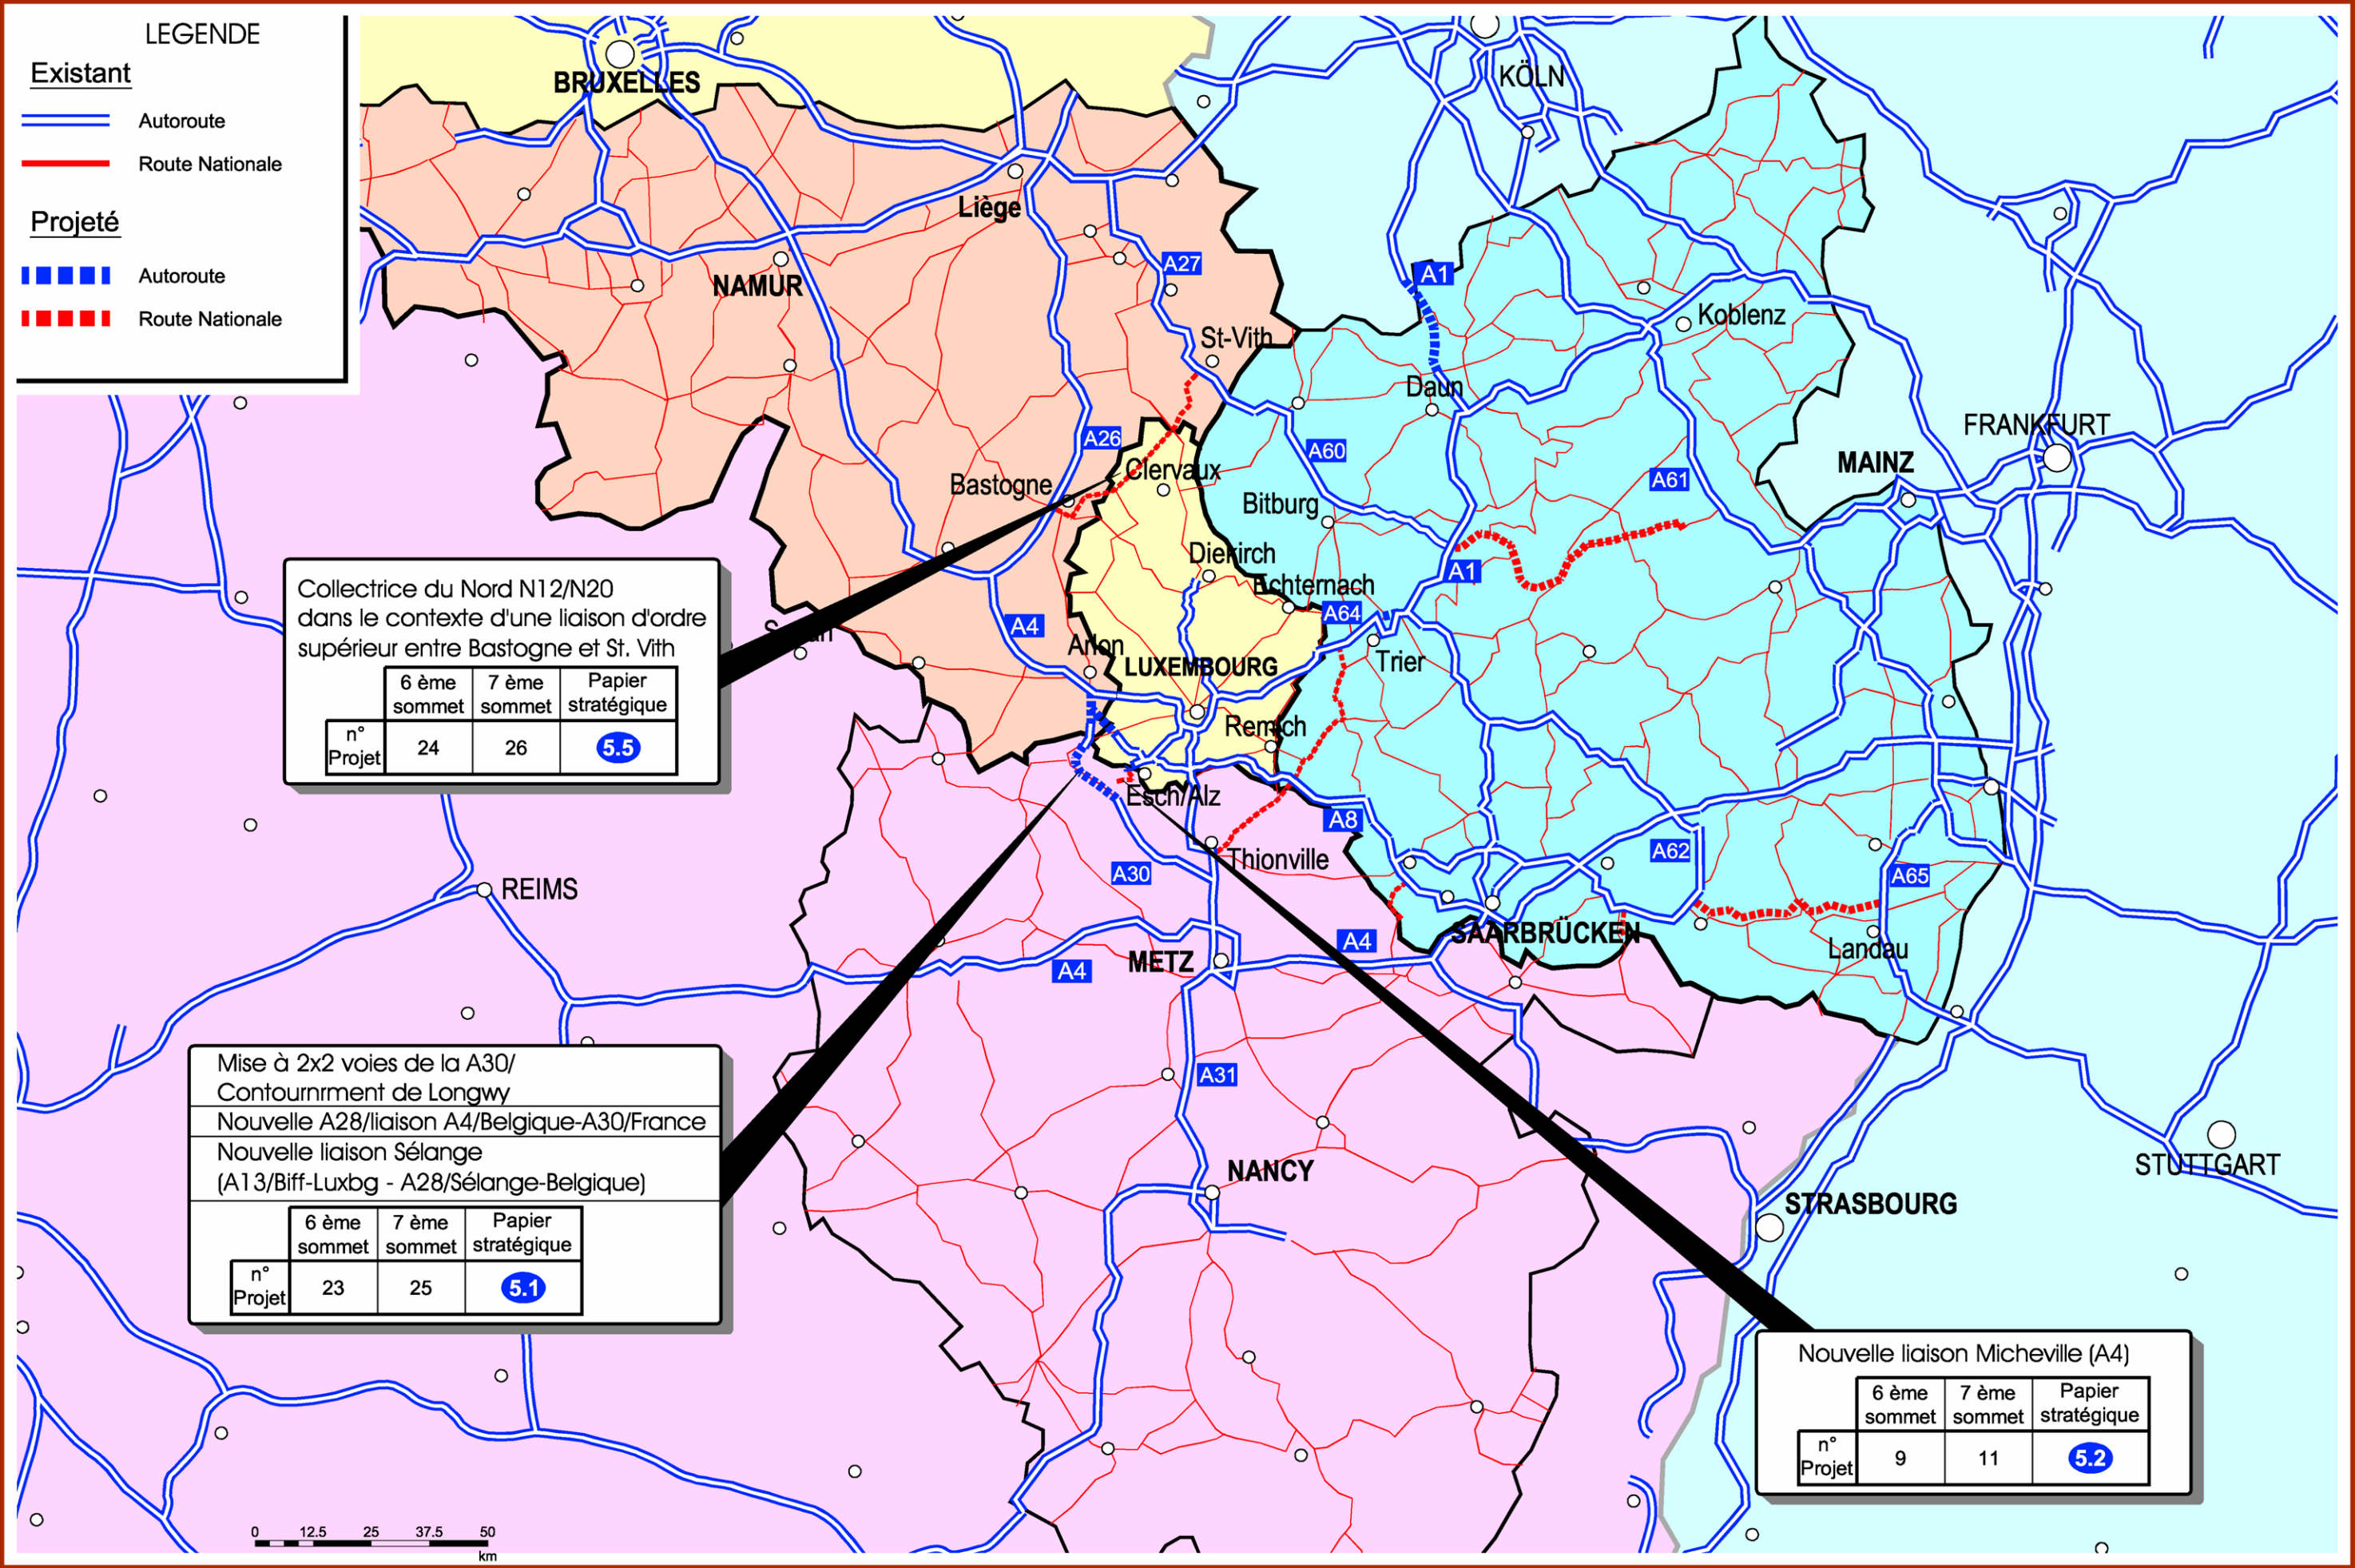 LEGENDE
Existant
Autoroute
Route Nationale
Projeté
Autoroute
Route Nationale
BRUXELLES
KÖLN
Liège
NAMUR
A27
A1
St-Vith
Koblenz
Daun
FRANKFURT
A26
A60
MAINZ
Clervaux
A61
Bastogne
Bitburg
Diekirch
A1
Echternach
A64
A4
Arlon
LUXEMBOURG
Trier
Remich
Esch/Alz
A8
Thionville
A30
A62
A65
REIMS
SAARBRÜCKEN
Landau
A4
METZ
A4
A31
NANCY
STUTTGART
STRASBOURG
Collectrice du Nord N12/N20
dans le contexte d'une liaison d'ordre
supérieur entre Bastogne et St. Vith
6 ème sommet 7 ème sommet Papier stratégique
n° Projet 24 26 5.5
Mise à 2x2 voies de la A30/
Contournrment de Longwy
Nouvelle A28/liaison A4/Belgique-A30/France
Nouvelle liaison Sélange
(A13/Biff-Luxbg - A28/Sélange-Belgique)
6 ème sommet 7 ème sommet Papier stratégique
n° Projet 23 25 5.1
Nouvelle liaison Micheville (A4)
6 ème sommet 7 ème sommet Papier stratégique
n° Projet 9 11 5.2
0 12.5 25 37.5 50
km